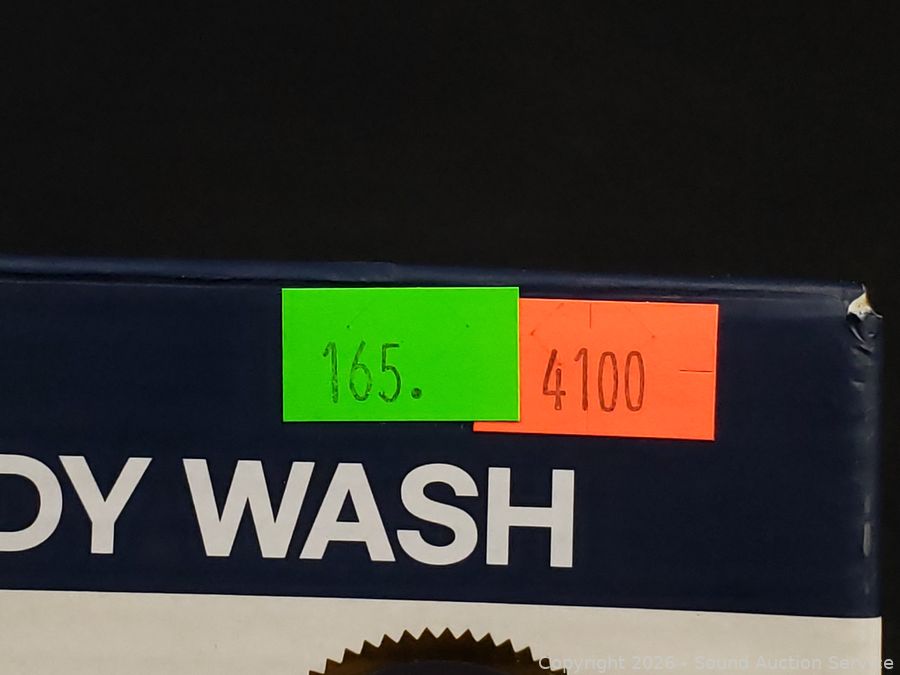 165.
4100
DY WASH
Copyright 2026 - Sound Auction Service